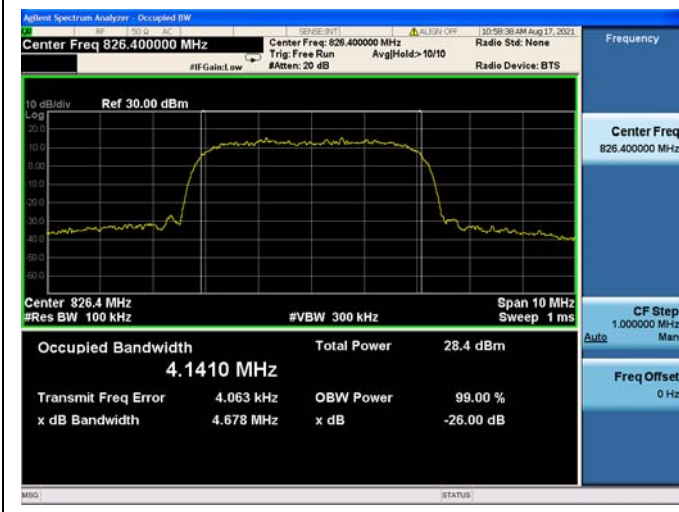 Agilent Spectrum Analyzer - Occupied BW
RF 50 Ω AC SENSE:INT ALIGN OFF 10:58:38 AM Aug 17, 2021
Center Freq 826.400000 MHz
Center Freq: 826.400000 MHz
Radio Std: None
Trig: Free Run Avg|Hold:> 10/10
#IFGain:Low #Atten: 20 dB Radio Device: BTS
10 dB/div Ref 30.00 dBm
Log
20.0
10.0
0.00
-10.0
-20.0
-30.0
-40.0
-50.0
-60.0
Center 826.4 MHz Span 10 MHz
#Res BW 100 kHz #VBW 300 kHz Sweep 1 ms
Occupied Bandwidth Total Power 28.4 dBm
4.1410 MHz
Transmit Freq Error 4.063 kHz OBW Power 99.00 %
x dB Bandwidth 4.678 MHz x dB -26.00 dB
MSG STATUS
Frequency
Center Freq
826.400000 MHz
CF Step
1.000000 MHz
Auto Man
Freq Offset
0 Hz